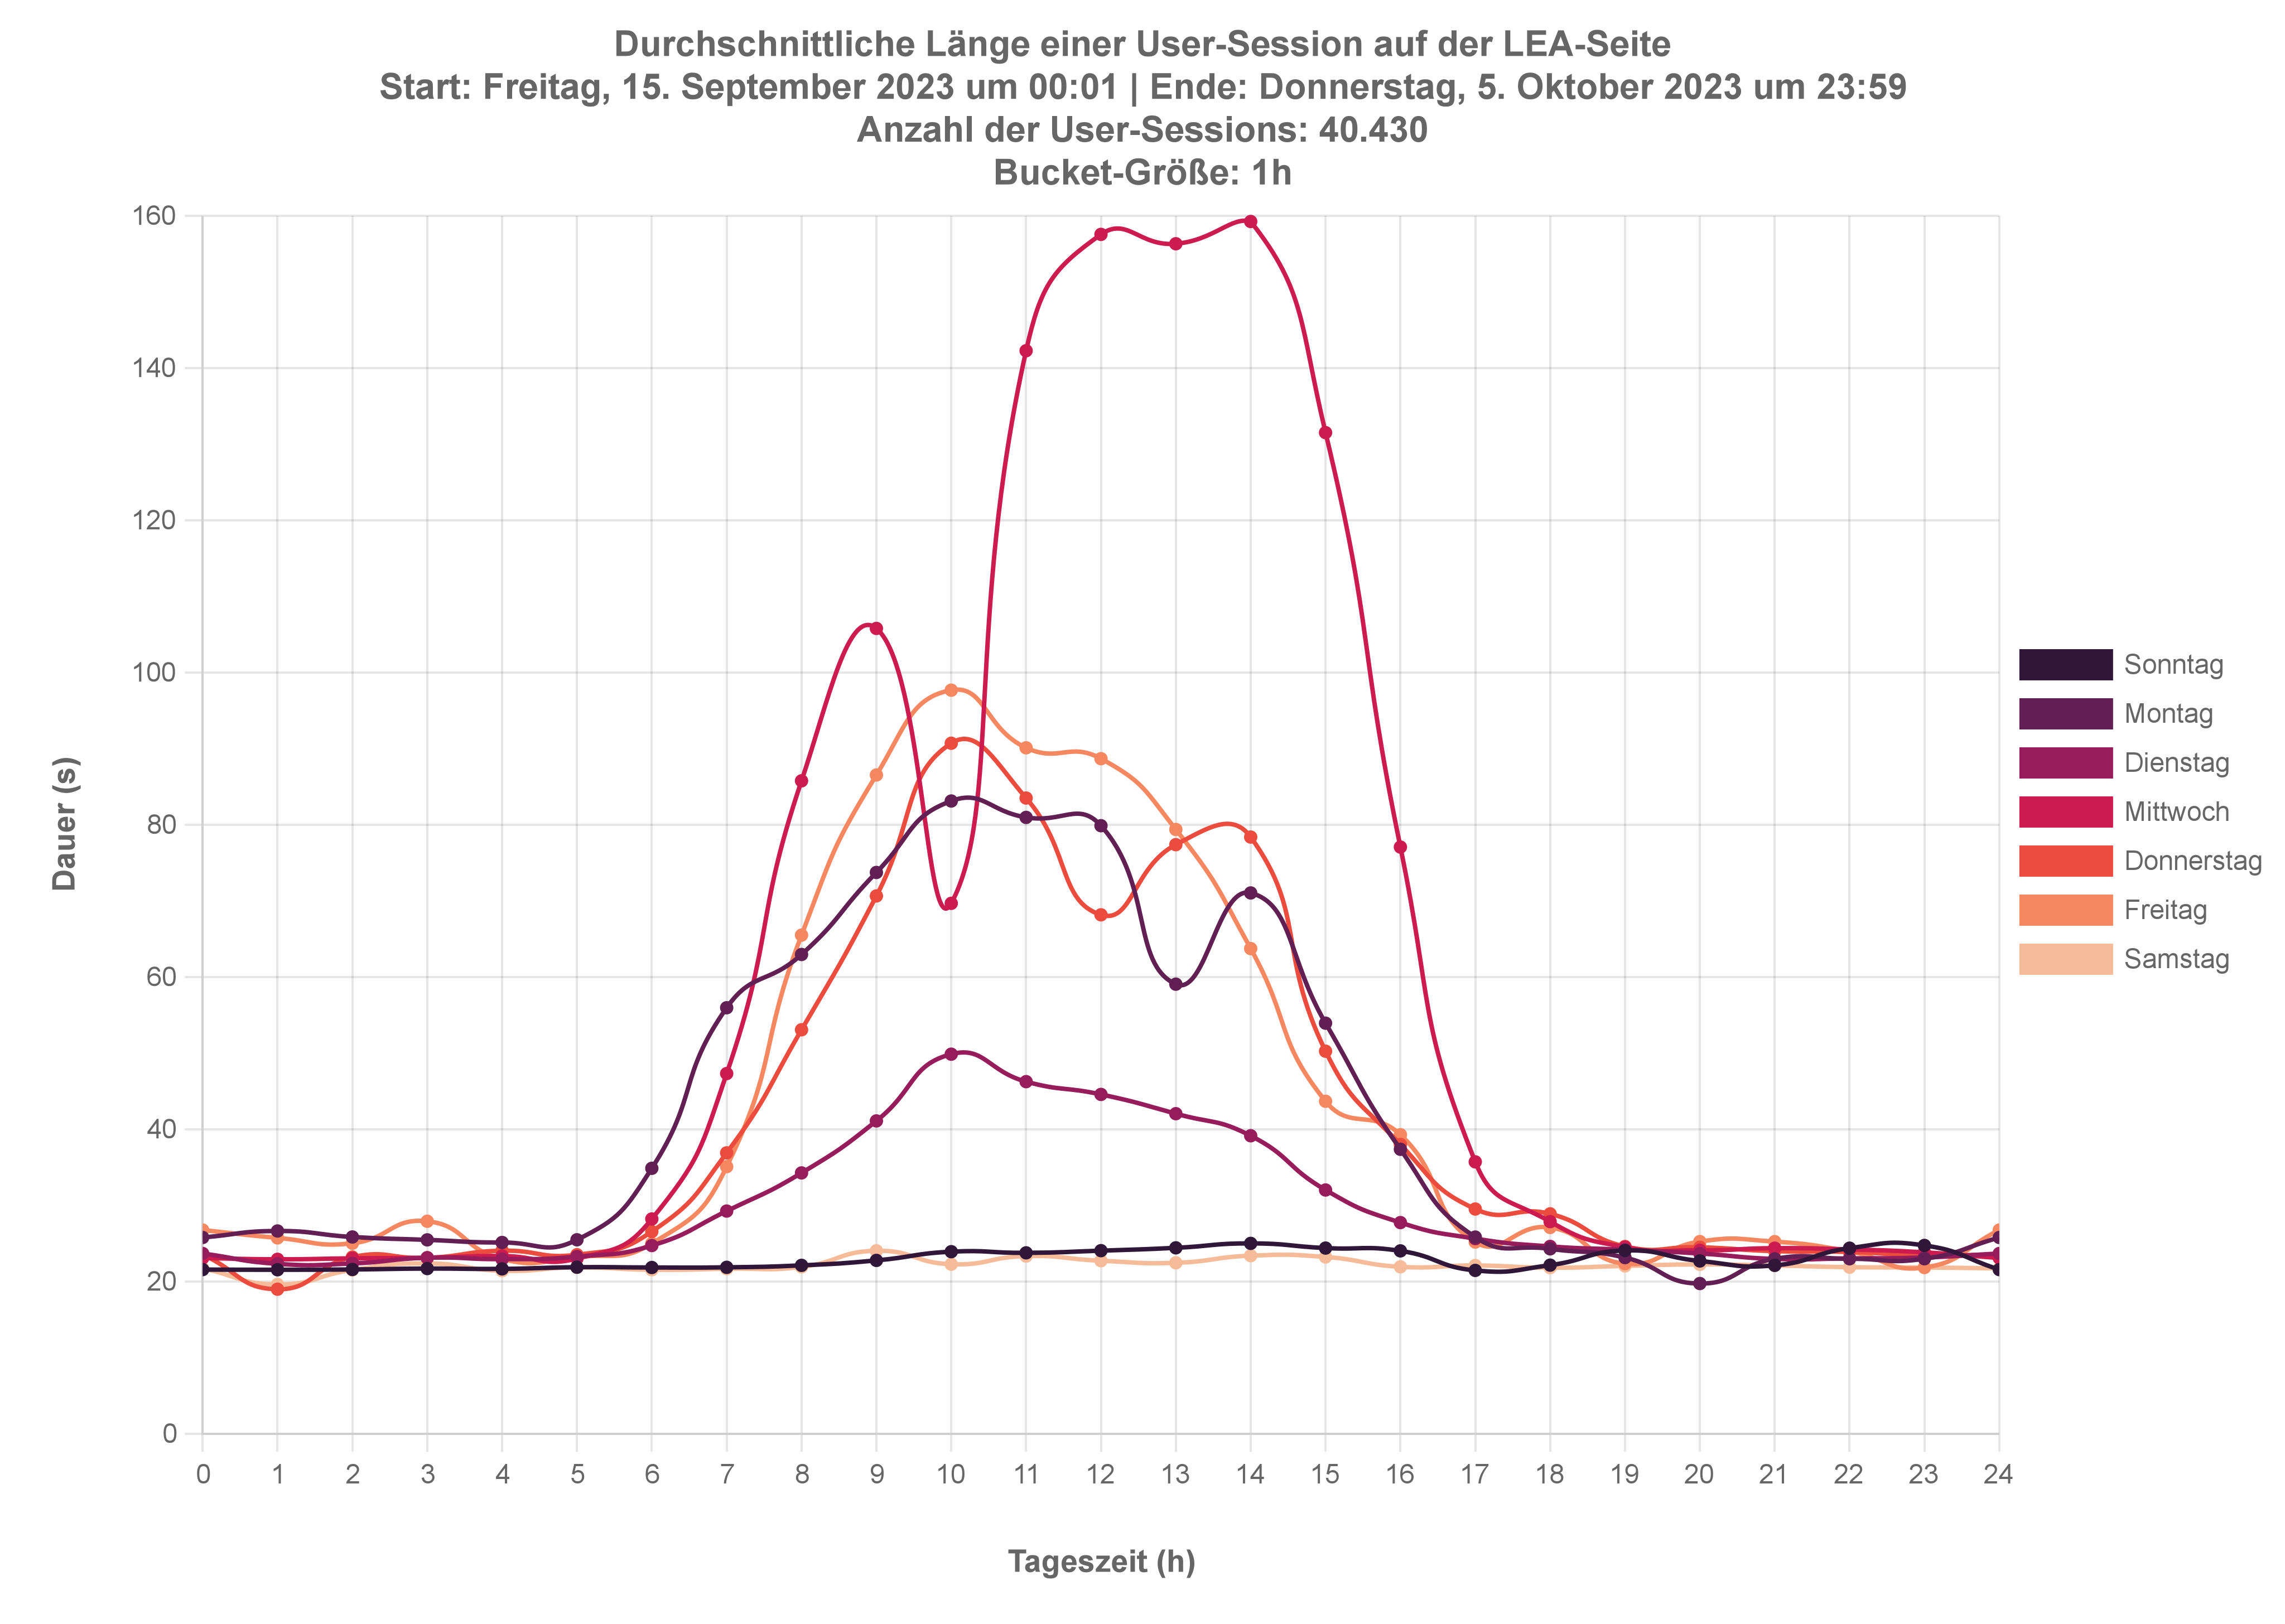 Durchschnittliche Länge einer User-Session auf der LEA-Seite
Start: Freitag, 15. September 2023 um 00:01 | Ende: Donnerstag, 5. Oktober 2023 um 23:59
Anzahl der User-Sessions: 40.430
Bucket-Größe: 1h
160
140
120
100
80
60
40
20
0
Dauer (s)
0 1 2 3 4 5 6 7 8 9 10 11 12 13 14 15 16 17 18 19 20 21 22 23 24
Tageszeit (h)
Sonntag
Montag
Dienstag
Mittwoch
Donnerstag
Freitag
Samstag